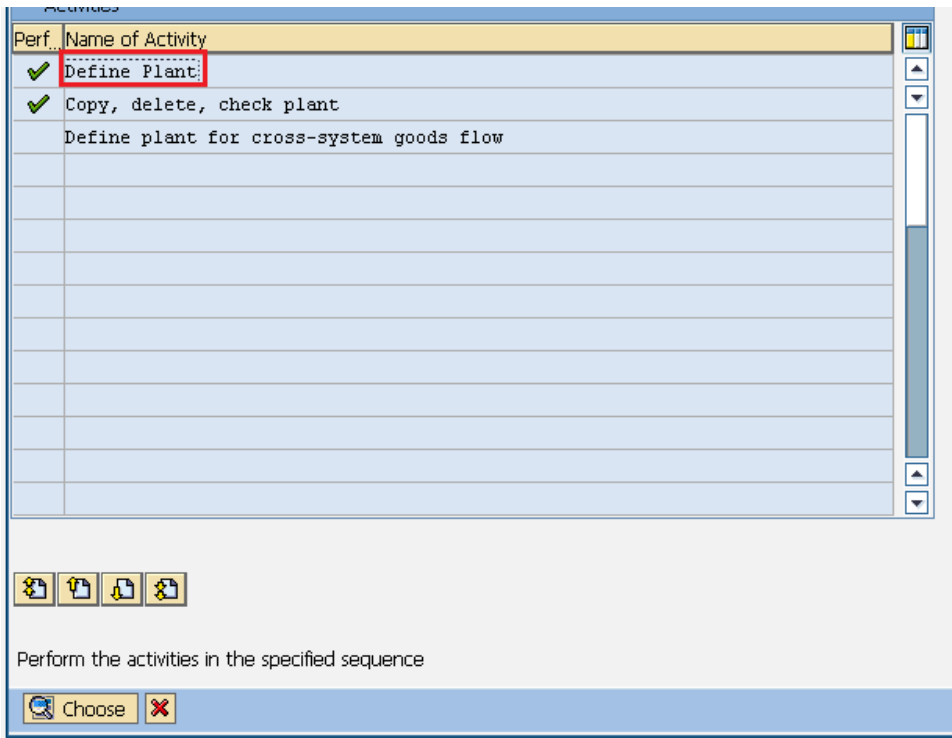 Activities
Perf.. Name of Activity
Define Plant
Copy, delete, check plant
Define plant for cross-system goods flow
Perform the activities in the specified sequence
Choose